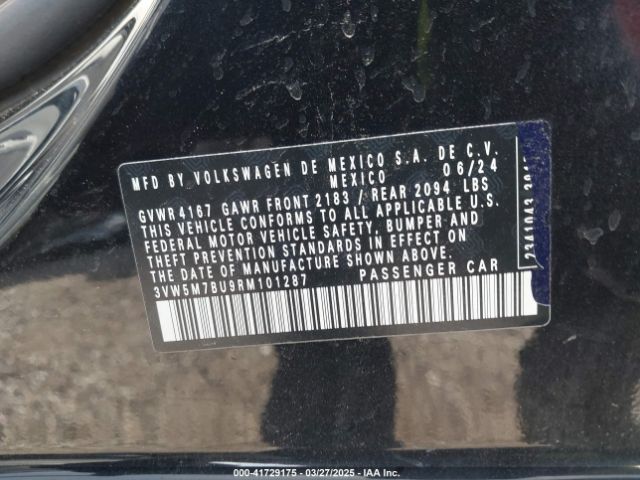 MFD BY VOLKSWAGEN DE MEXICO S.A. DE C.V.
MEXICO 06/24
GVWR 4167 GAWR FRONT 2183 / REAR 2094 LBS
THIS VEHICLE CONFORMS TO ALL APPLICABLE U.S.
FEDERAL MOTOR VEHICLE SAFETY, BUMPER AND
THEFT PREVENTION STANDARDS IN EFFECT ON
THE DATE OF MANUFACTURE SHOWN ABOVE.
3VW5M7BU9RM101287 PASSENGER CAR
000-41729175 — 03/27/2025 — IAA Inc.